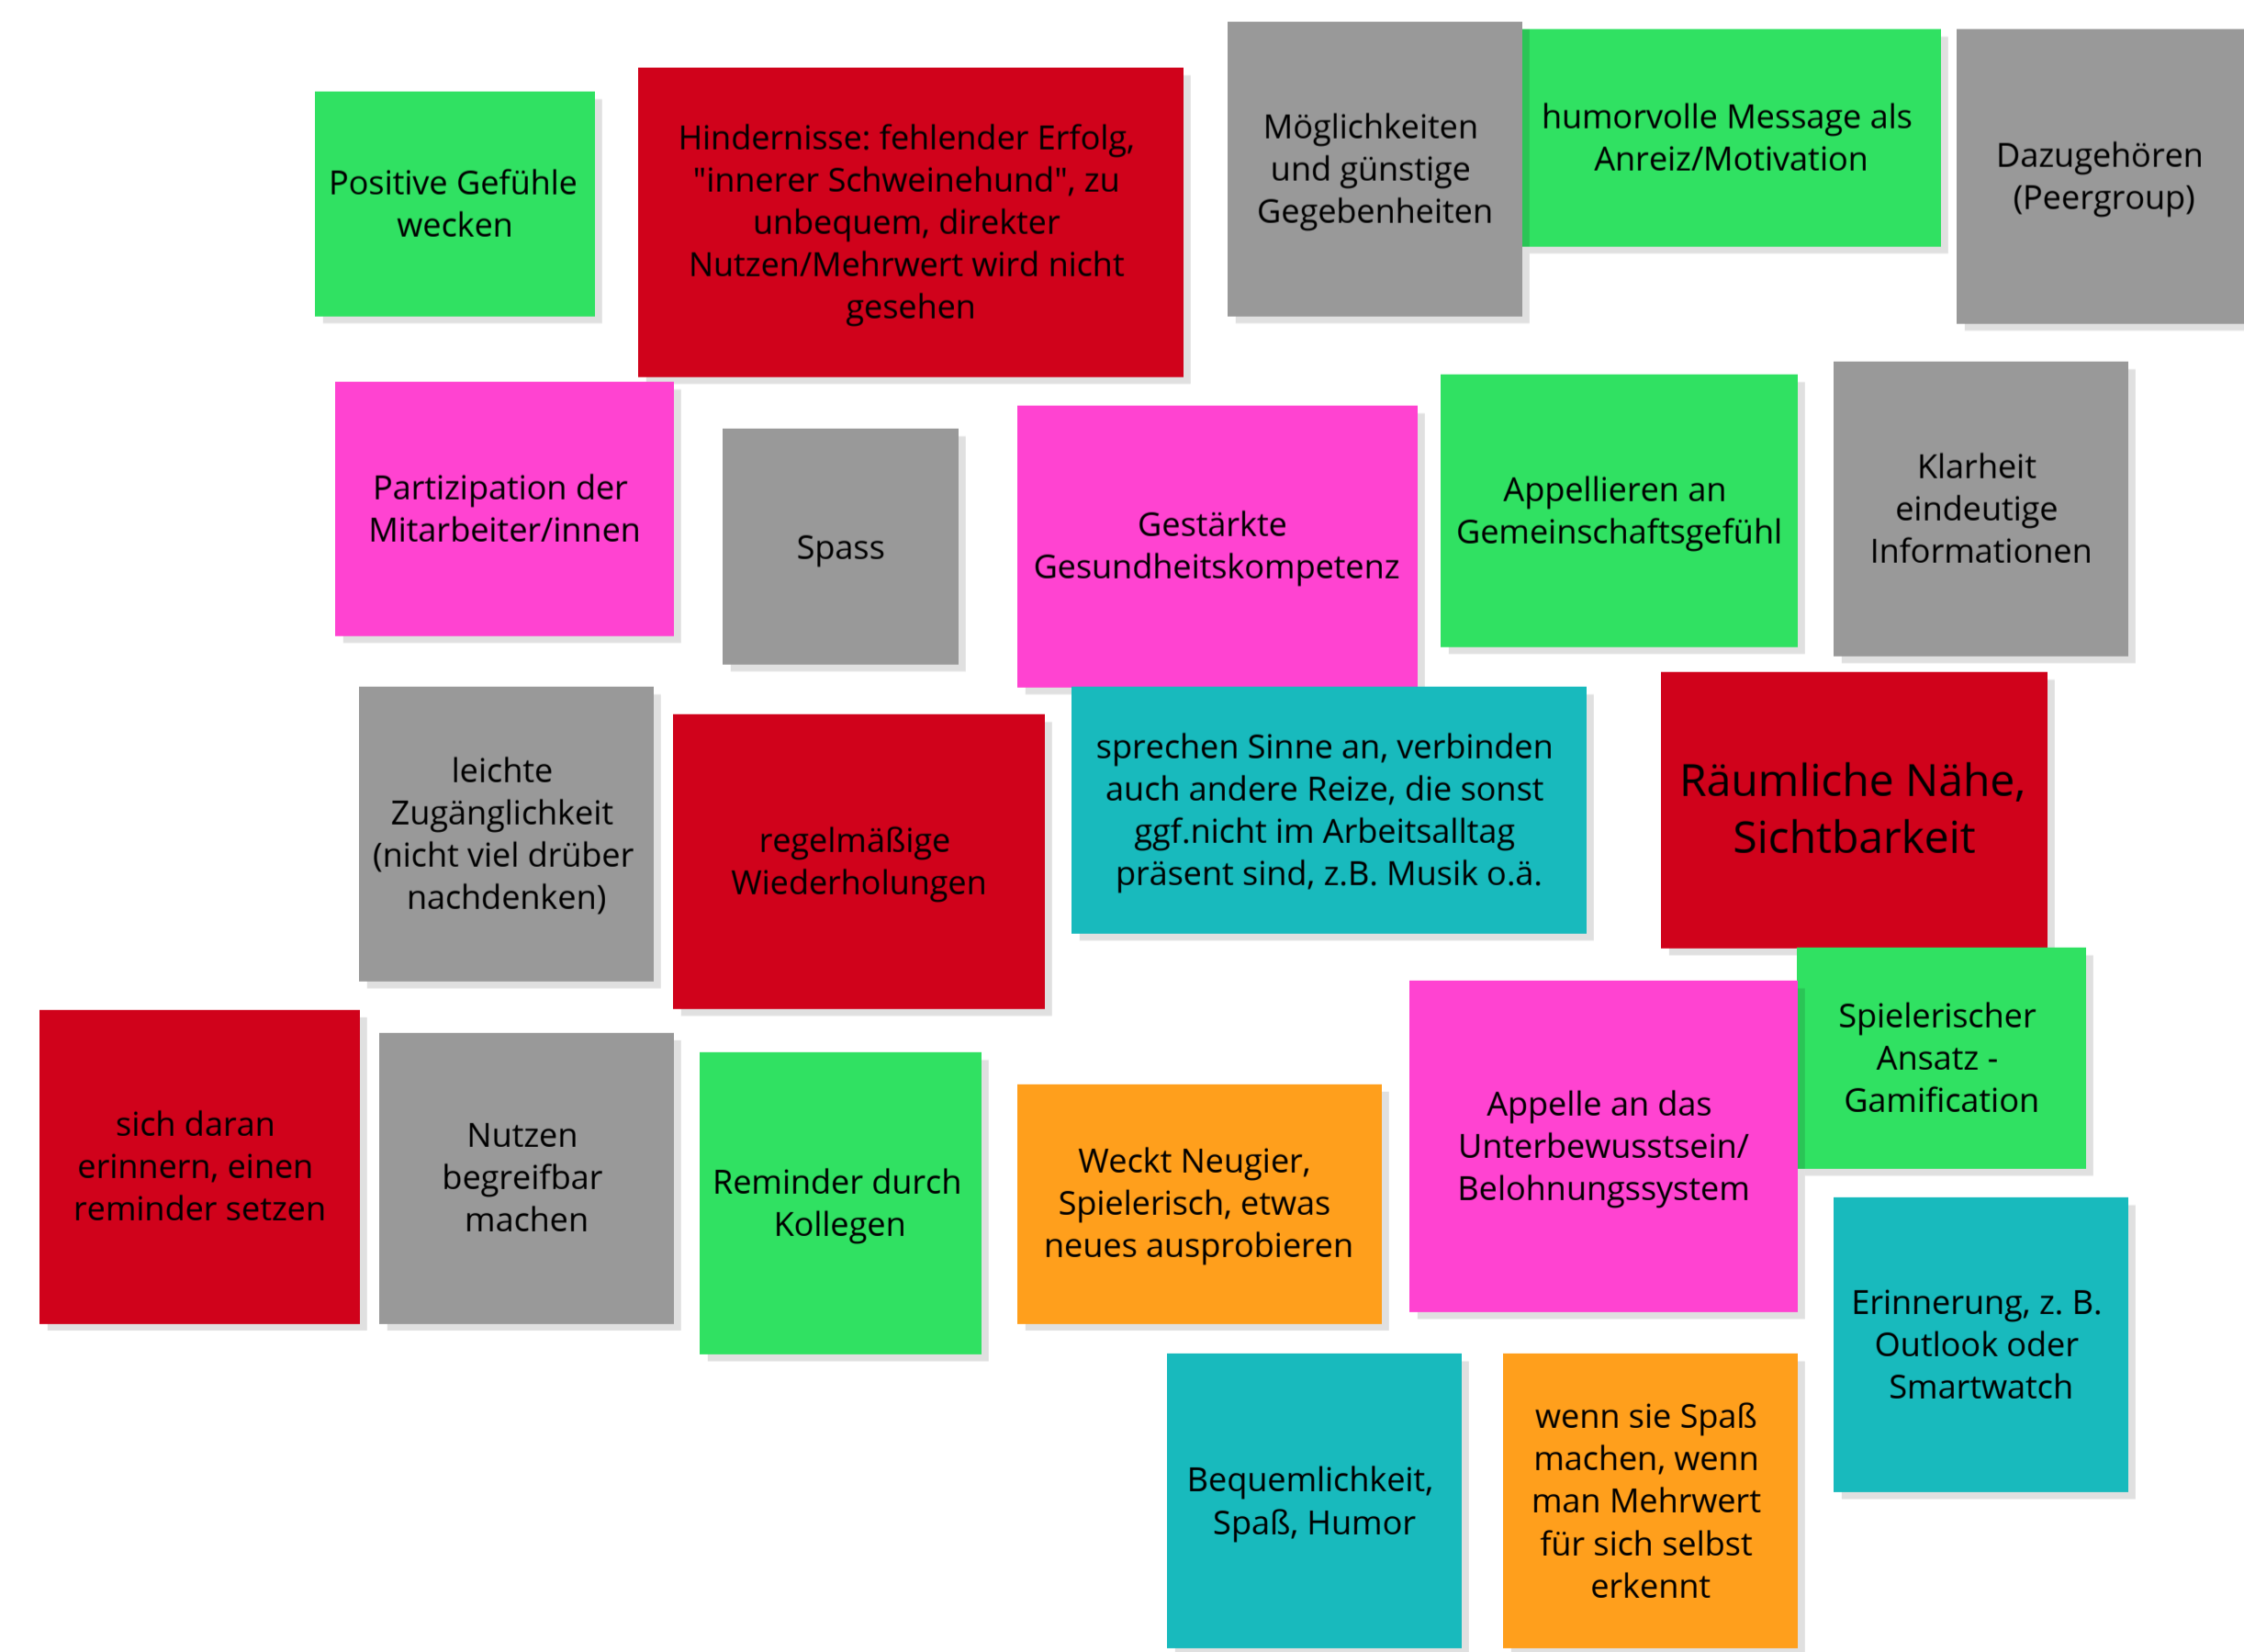 Positive Gefühle
wecken
Hindernisse: fehlender Erfolg,
"innerer Schweinehund", zu
unbequem, direkter
Nutzen/Mehrwert wird nicht
gesehen
Möglichkeiten
und günstige
Gegebenheiten
humorvolle Message als
Anreiz/Motivation
Dazugehören
(Peergroup)
Partizipation der
Mitarbeiter/innen
Spass
Gestärkte
Gesundheitskompetenz
Appellieren an
Gemeinschaftsgefühl
Klarheit
eindeutige
Informationen
leichte
Zugänglichkeit
(nicht viel drüber
nachdenken)
regelmäßige
Wiederholungen
sprechen Sinne an, verbinden
auch andere Reize, die sonst
ggf.nicht im Arbeitsalltag
präsent sind, z.B. Musik o.ä.
Räumliche Nähe,
Sichtbarkeit
sich daran
erinnern, einen
reminder setzen
Nutzen
begreifbar
machen
Reminder durch
Kollegen
Weckt Neugier,
Spielerisch, etwas
neues ausprobieren
Appelle an das
Unterbewusstsein/
Belohnungssystem
Spielerischer
Ansatz -
Gamification
Erinnerung, z. B.
Outlook oder
Smartwatch
Bequemlichkeit,
Spaß, Humor
wenn sie Spaß
machen, wenn
man Mehrwert
für sich selbst
erkennt